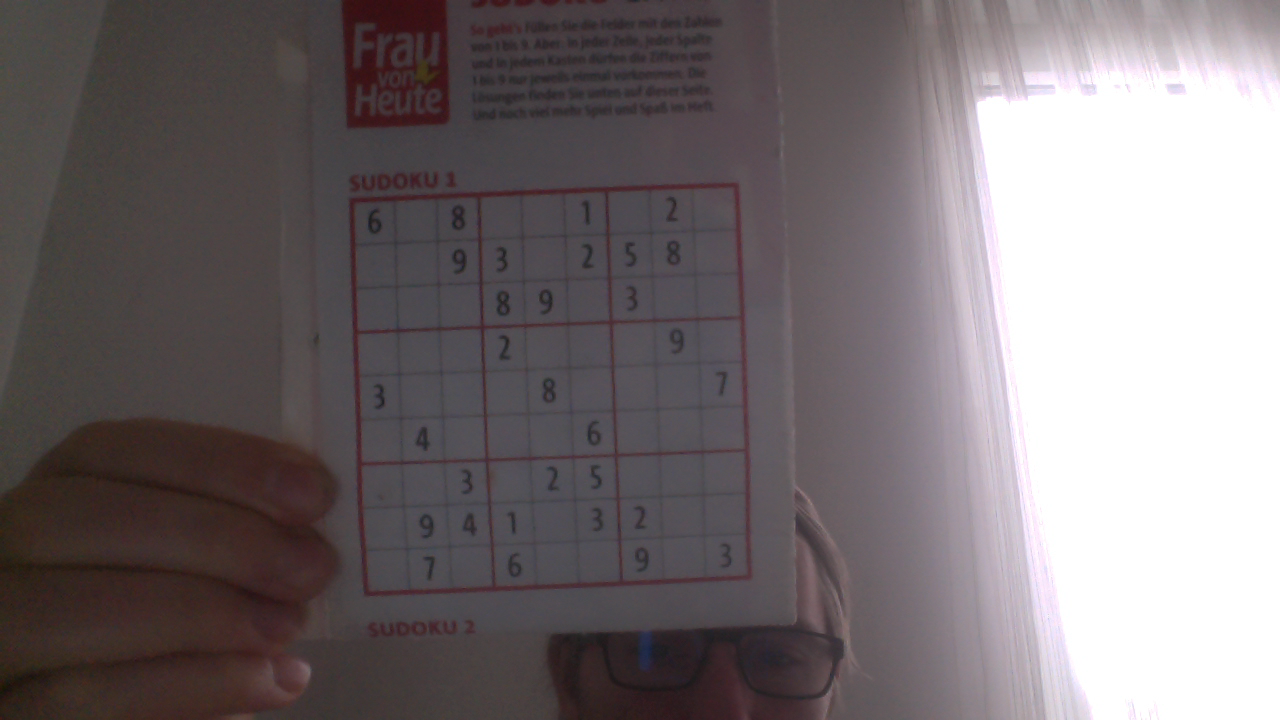 Frau
von
Heute
So geht's: Füllen Sie die Felder mit den Zahlen
von 1 bis 9. Aber: In jeder Zeile, jeder Spalte
und in jedem Kasten dürfen die Ziffern von
1 bis 9 nur jeweils einmal vorkommen. Die
Lösungen finden Sie unten auf dieser Seite.
Und noch viel mehr Spiel und Spaß im Heft
SUDOKU 1
6 8 1 2
9 3 2 5 8
8 9 3
2 9
3 8 7
4 6
3 2 5
9 4 1 3 2
7 6 9 3
SUDOKU 2